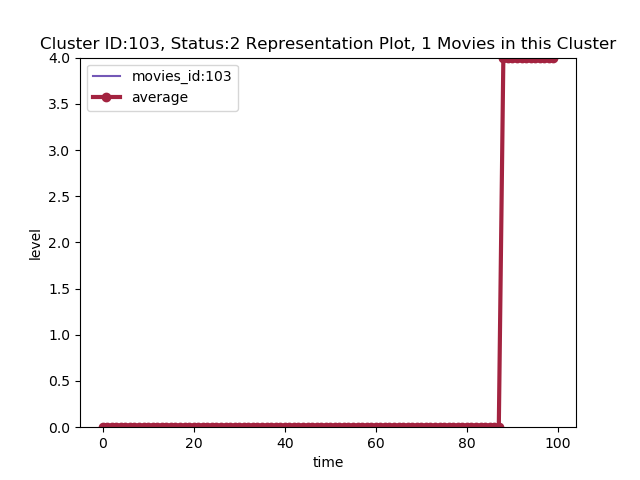 Cluster ID:103, Status:2 Representation Plot, 1 Movies in this Cluster
movies_id:103
average
4.0
3.5
3.0
2.5
2.0
1.5
1.0
0.5
0.0
level
0 20 40 60 80 100
time